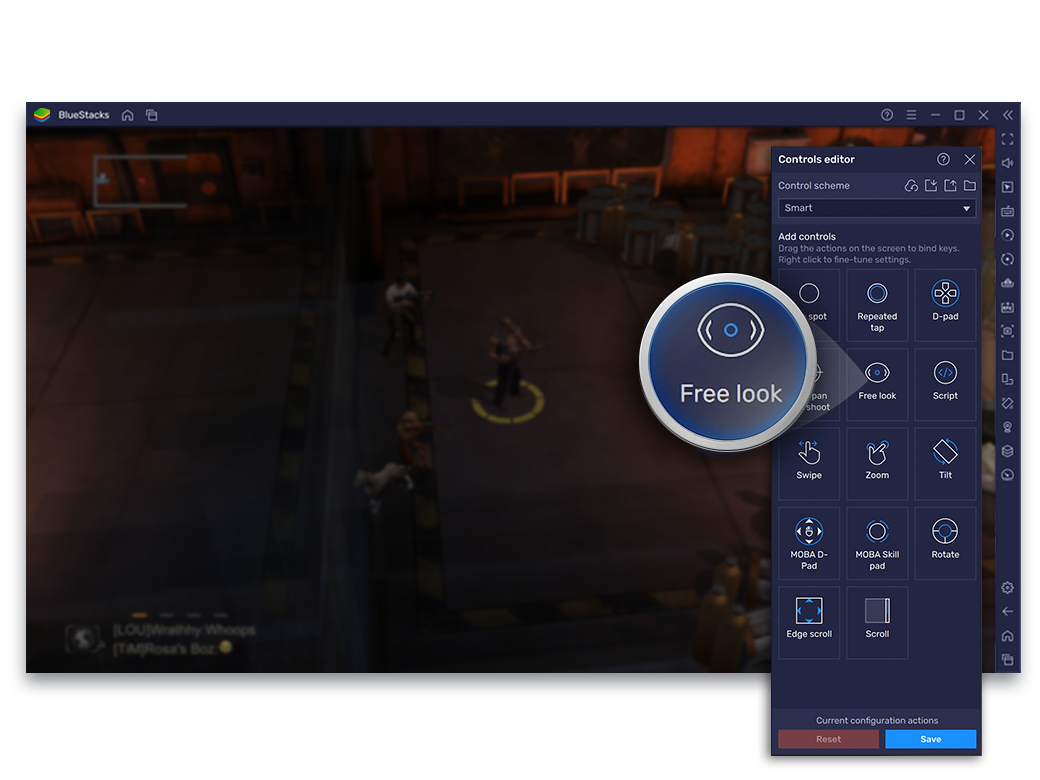 BlueStacks
Controls editor
Control scheme
Smart
Add controls
Drag the actions on the screen to bind keys.
Right click to fine-tune settings.
spot
Repeated
tap
D-pad
Free look
pan
shoot
Free look
Script
Swipe
Zoom
Tilt
MOBA D-
Pad
MOBA Skill
pad
Rotate
Edge scroll
Scroll
[LOU]Wrathhy:Whoops
[TiM]Rosa's Boz:
Current configuration actions
Reset
Save